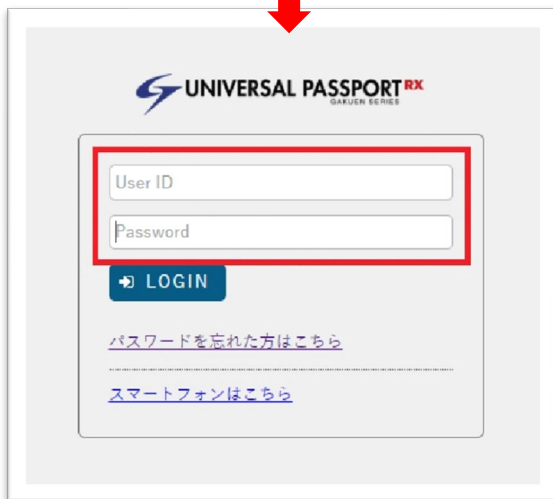 UNIVERSAL PASSPORT RX
GAKUEN SERIES
User ID
Password
LOGIN
パスワードを忘れた方はこちら
スマートフォンはこちら